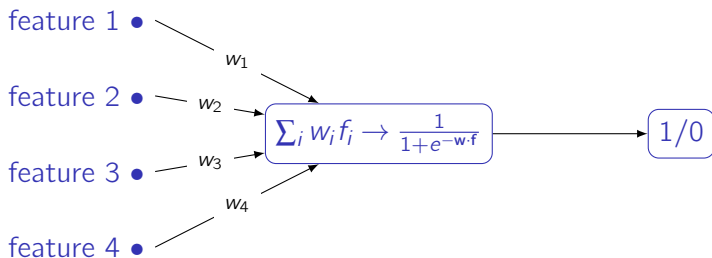 feature 1
w₁
feature 2
w₂
∑ᵢ wᵢfᵢ → 1/(1+e^(−𝐰·𝐟))
1/0
feature 3
w₃
w₄
feature 4